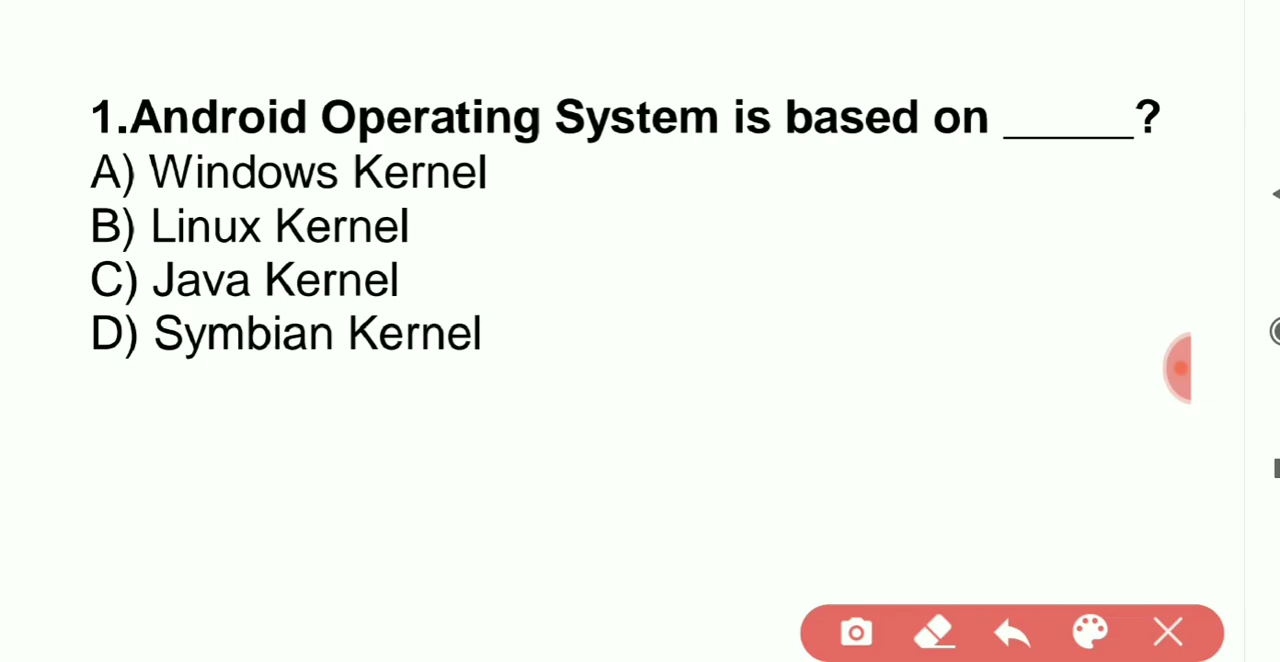 1.Android Operating System is based on ______?
A) Windows Kernel
B) Linux Kernel
C) Java Kernel
D) Symbian Kernel